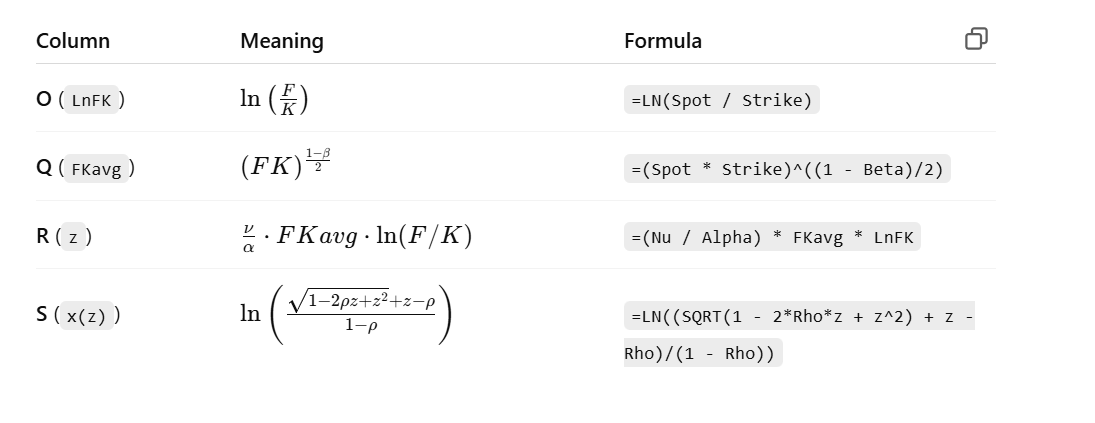 Column Meaning Formula
O ( LnFK ) ln(F/K) =LN(Spot / Strike)
Q ( FKavg ) (FK)^((1−β)/2) =(Spot * Strike)^((1 - Beta)/2)
R ( z ) ν/α · FKavg · ln(F/K) =(Nu / Alpha) * FKavg * LnFK
S ( x(z) ) ln((√(1−2ρz+z²)+z−ρ)/(1−ρ)) =LN((SQRT(1 - 2*Rho*z + z^2) + z -
Rho)/(1 - Rho))